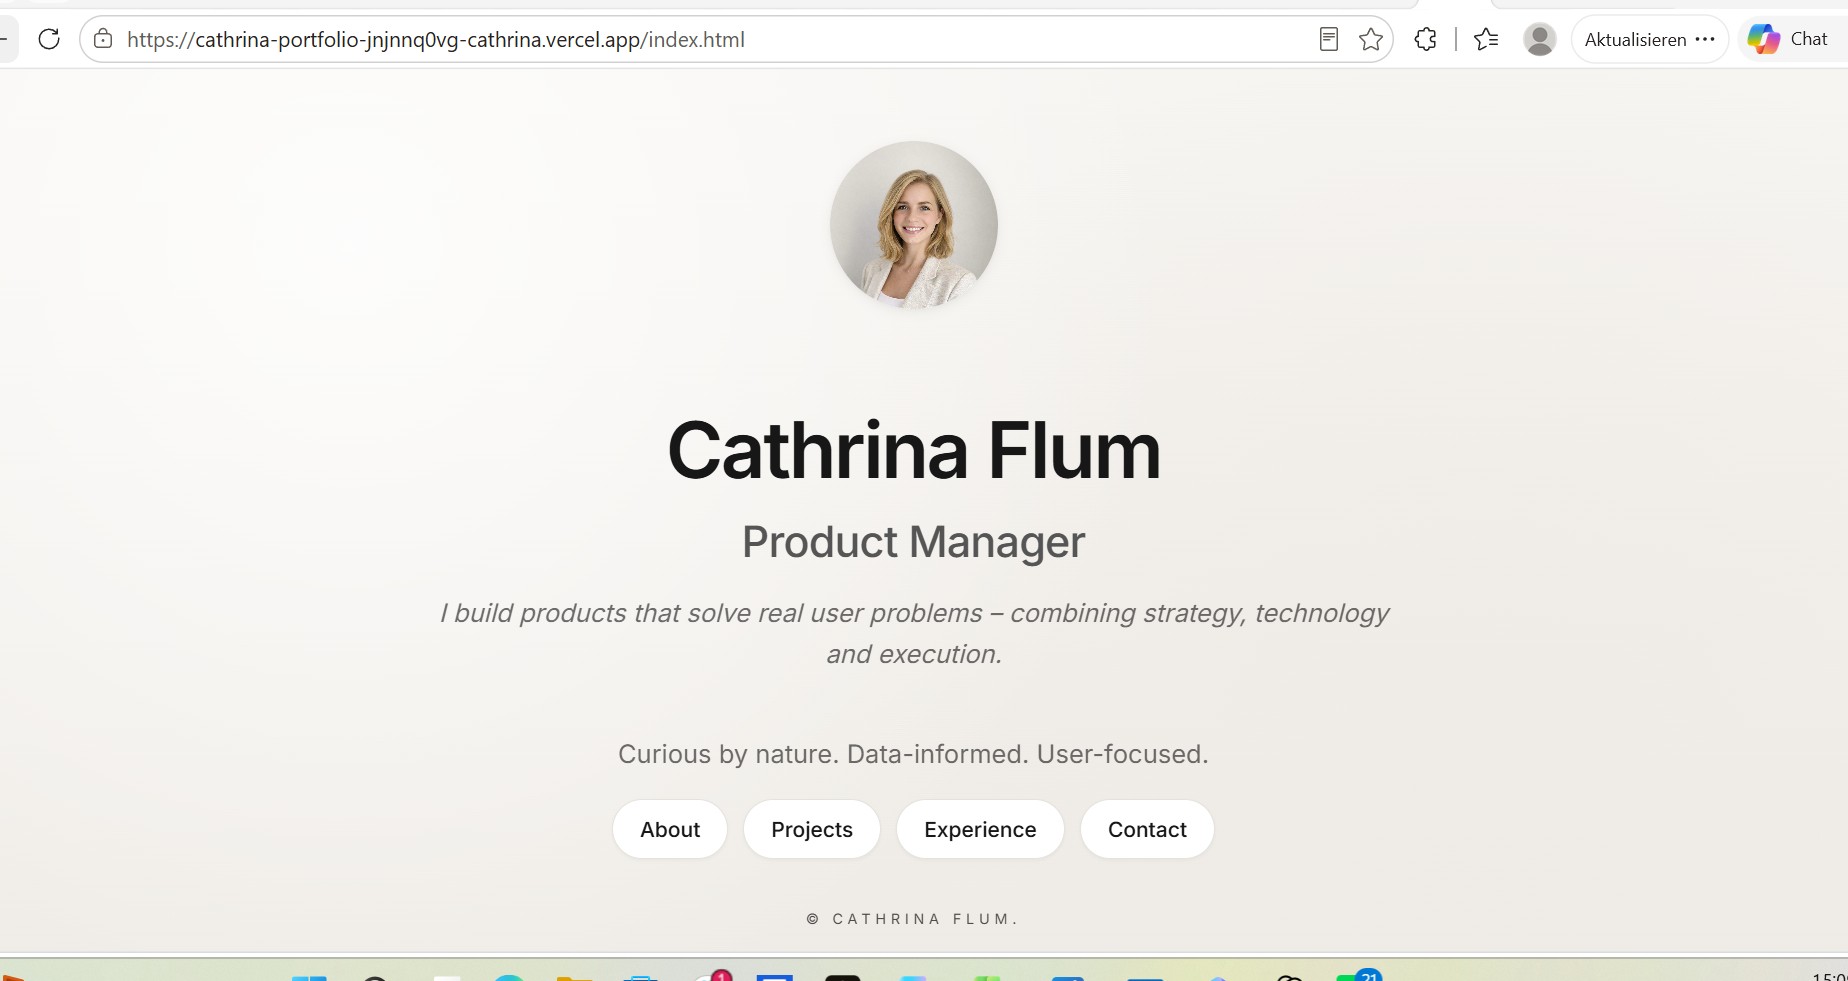 https://cathrina-portfolio-jnjnnq0vg-cathrina.vercel.app/index.html
Aktualisieren
Chat
Cathrina Flum
Product Manager
I build products that solve real user problems – combining strategy, technology
and execution.
Curious by nature. Data-informed. User-focused.
About
Projects
Experience
Contact
© CATHRINA FLUM.
1
21